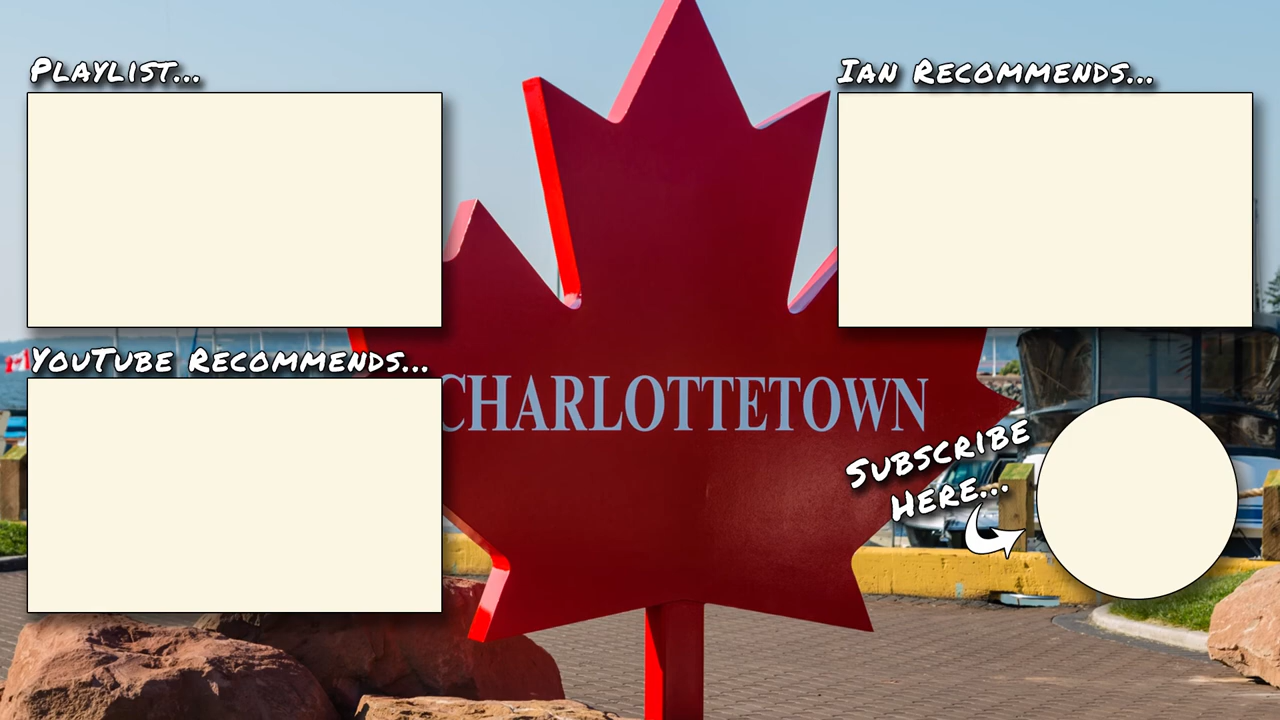 Playlist...
Ian Recommends...
YouTube Recommends...
CHARLOTTETOWN
Subscribe
Here...